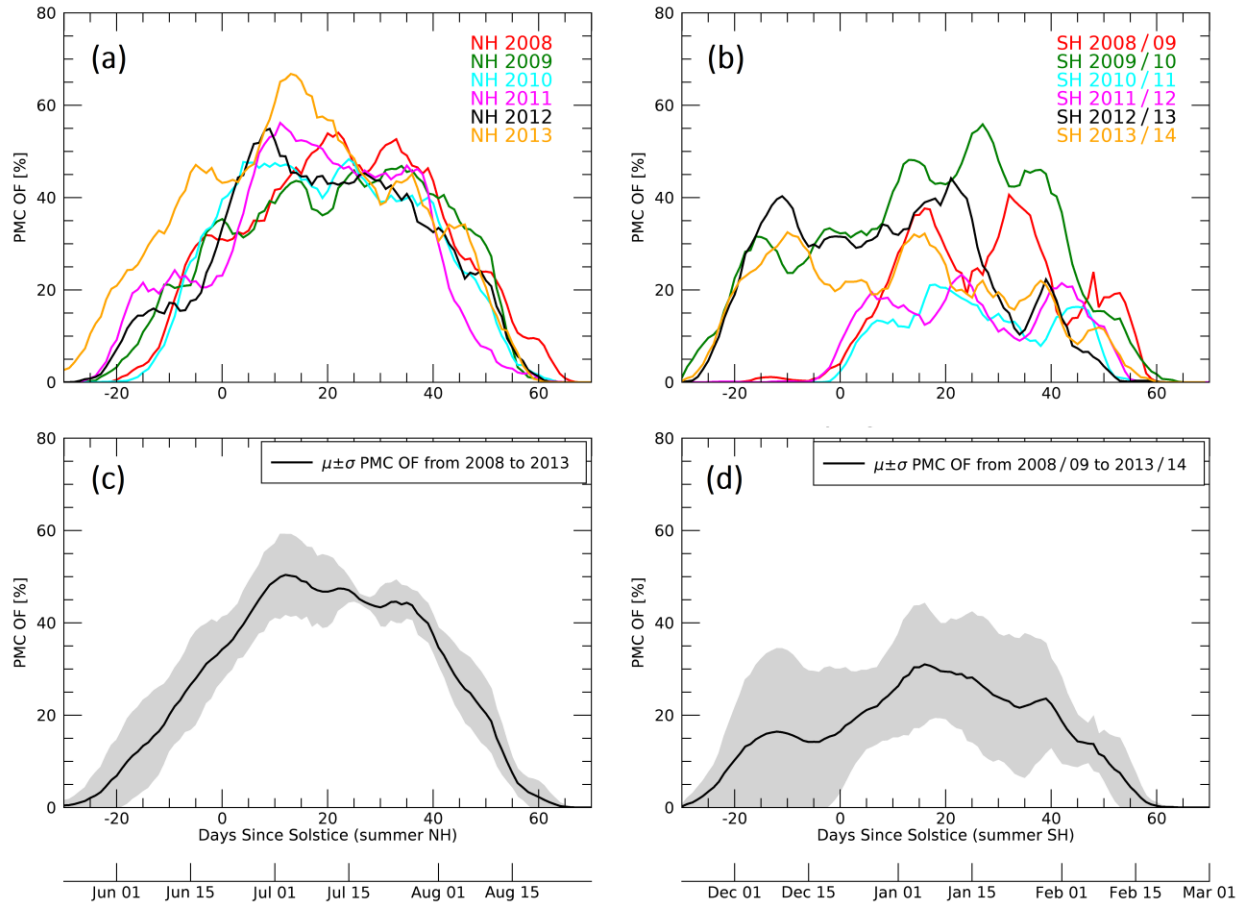 (a)
NH 2008
NH 2009
NH 2010
NH 2011
NH 2012
NH 2013
80
60
40
20
0
PMC OF [%]
-20 0 20 40 60
(b)
SH 2008/09
SH 2009/10
SH 2010/11
SH 2011/12
SH 2012/13
SH 2013/14
80
60
40
20
0
PMC OF [%]
-20 0 20 40 60
(c)
μ±σ PMC OF from 2008 to 2013
80
60
40
20
0
PMC OF [%]
-20 0 20 40 60
Days Since Solstice (summer NH)
Jun 01 Jun 15 Jul 01 Jul 15 Aug 01 Aug 15
(d)
μ±σ PMC OF from 2008/09 to 2013/14
80
60
40
20
0
PMC OF [%]
-20 0 20 40 60
Days Since Solstice (summer SH)
Dec 01 Dec 15 Jan 01 Jan 15 Feb 01 Feb 15 Mar 01